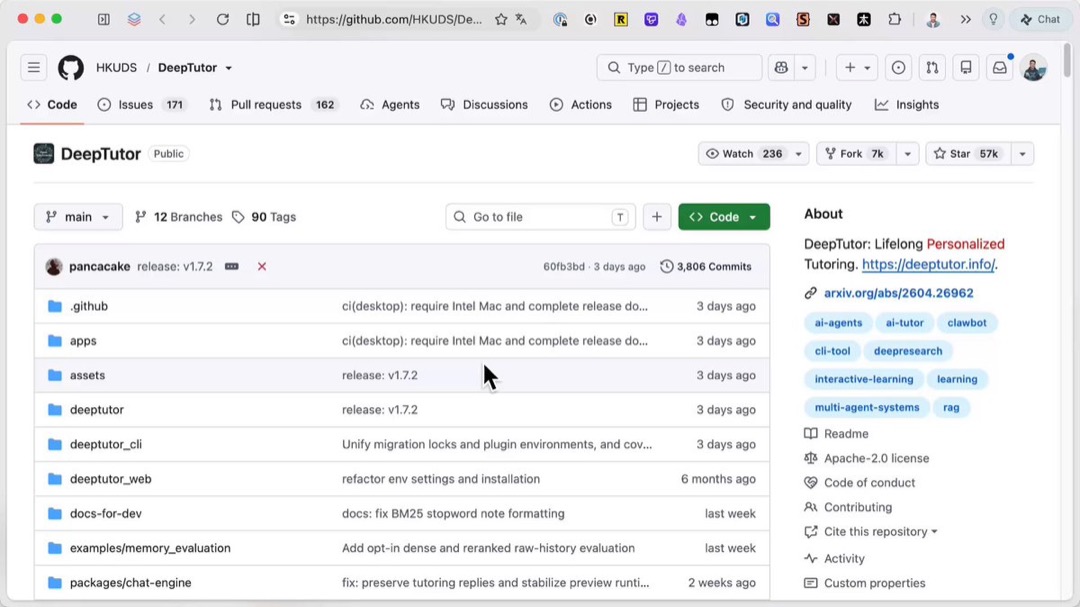 https://github.com/HKUDS/De...
Chat
HKUDS / DeepTutor
Type / to search
Code
Issues 171
Pull requests 162
Agents
Discussions
Actions
Projects
Security and quality
Insights
DeepTutor Public
Watch 236
Fork 7k
Star 57k
main
12 Branches
90 Tags
Go to file T
Code
pancacake release: v1.7.2
60fb3bd · 3 days ago
3,806 Commits
.github ci(desktop): require Intel Mac and complete release do... 3 days ago
apps ci(desktop): require Intel Mac and complete release do... 3 days ago
assets release: v1.7.2 3 days ago
deeptutor release: v1.7.2 3 days ago
deeptutor_cli Unify migration locks and plugin environments, and cov... 3 days ago
deeptutor_web refactor env settings and installation 6 months ago
docs-for-dev docs: fix BM25 stopword note formatting last week
examples/memory_evaluation Add opt-in dense and reranked raw-history evaluation last week
packages/chat-engine fix: preserve tutoring replies and stabilize preview runti... 2 weeks ago
About
DeepTutor: Lifelong Personalized
Tutoring. https://deeptutor.info/.
arxiv.org/abs/2604.26962
ai-agents ai-tutor clawbot
cli-tool deepresearch
interactive-learning learning
multi-agent-systems rag
Readme
Apache-2.0 license
Code of conduct
Contributing
Cite this repository
Activity
Custom properties